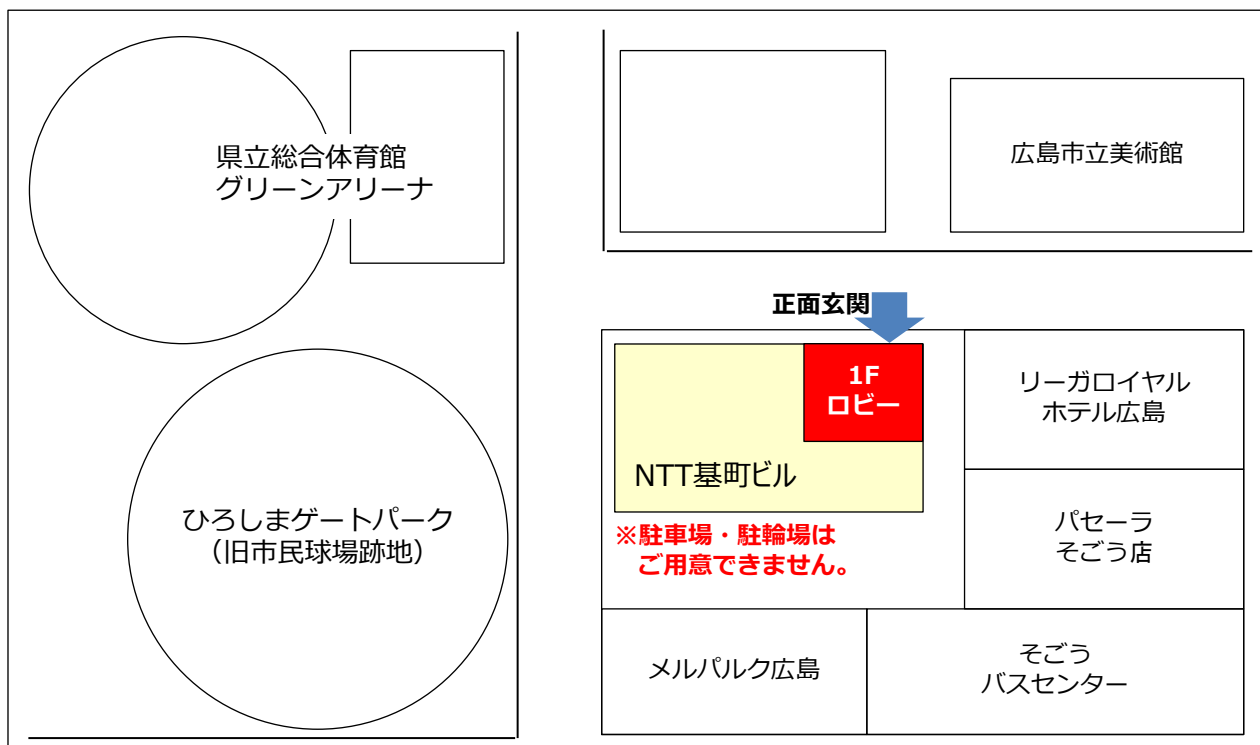 県立総合体育館
グリーンアリーナ
広島市立美術館
正面玄関
1F
ロビー
リーガロイヤル
ホテル広島
NTT基町ビル
ひろしまゲートパーク
（旧市民球場跡地）
※駐車場・駐輪場は
ご用意できません。
パセーラ
そごう店
メルパルク広島
そごう
バスセンター